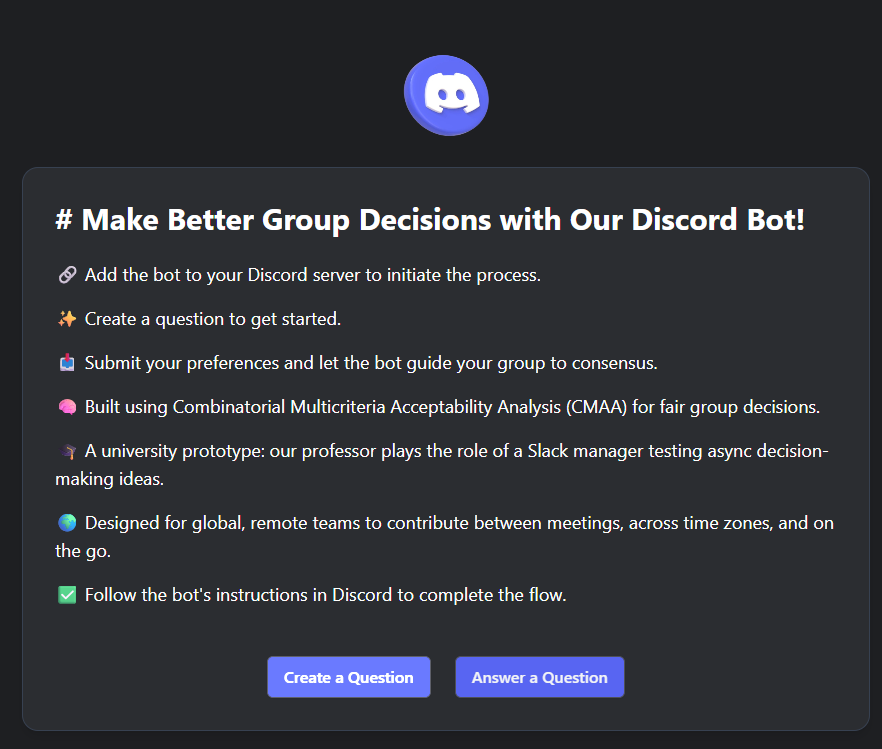 # Make Better Group Decisions with Our Discord Bot!
🔗 Add the bot to your Discord server to initiate the process.
✨ Create a question to get started.
📥 Submit your preferences and let the bot guide your group to consensus.
🧠 Built using Combinatorial Multicriteria Acceptability Analysis (CMAA) for fair group decisions.
🎓 A university prototype: our professor plays the role of a Slack manager testing async decision-
making ideas.
🌍 Designed for global, remote teams to contribute between meetings, across time zones, and on
the go.
✅ Follow the bot's instructions in Discord to complete the flow.
Create a Question
Answer a Question